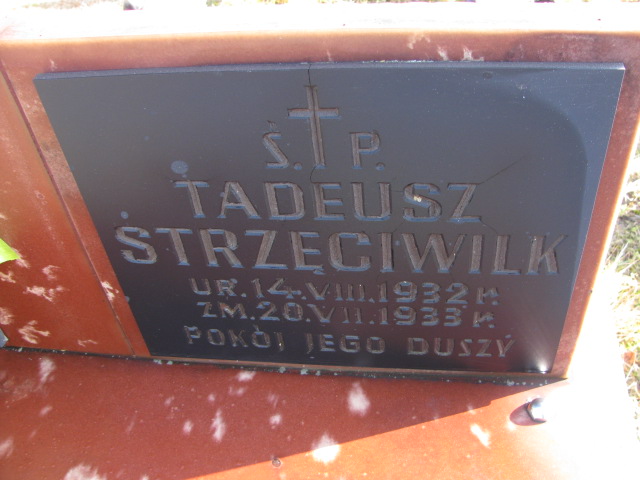 Ś. P.
TADEUSZ
STRZĘCIWILK
UR. 14.VIII.1932 R.
ZM. 20.VII.1933 R.
POKÓJ JEGO DUSZY